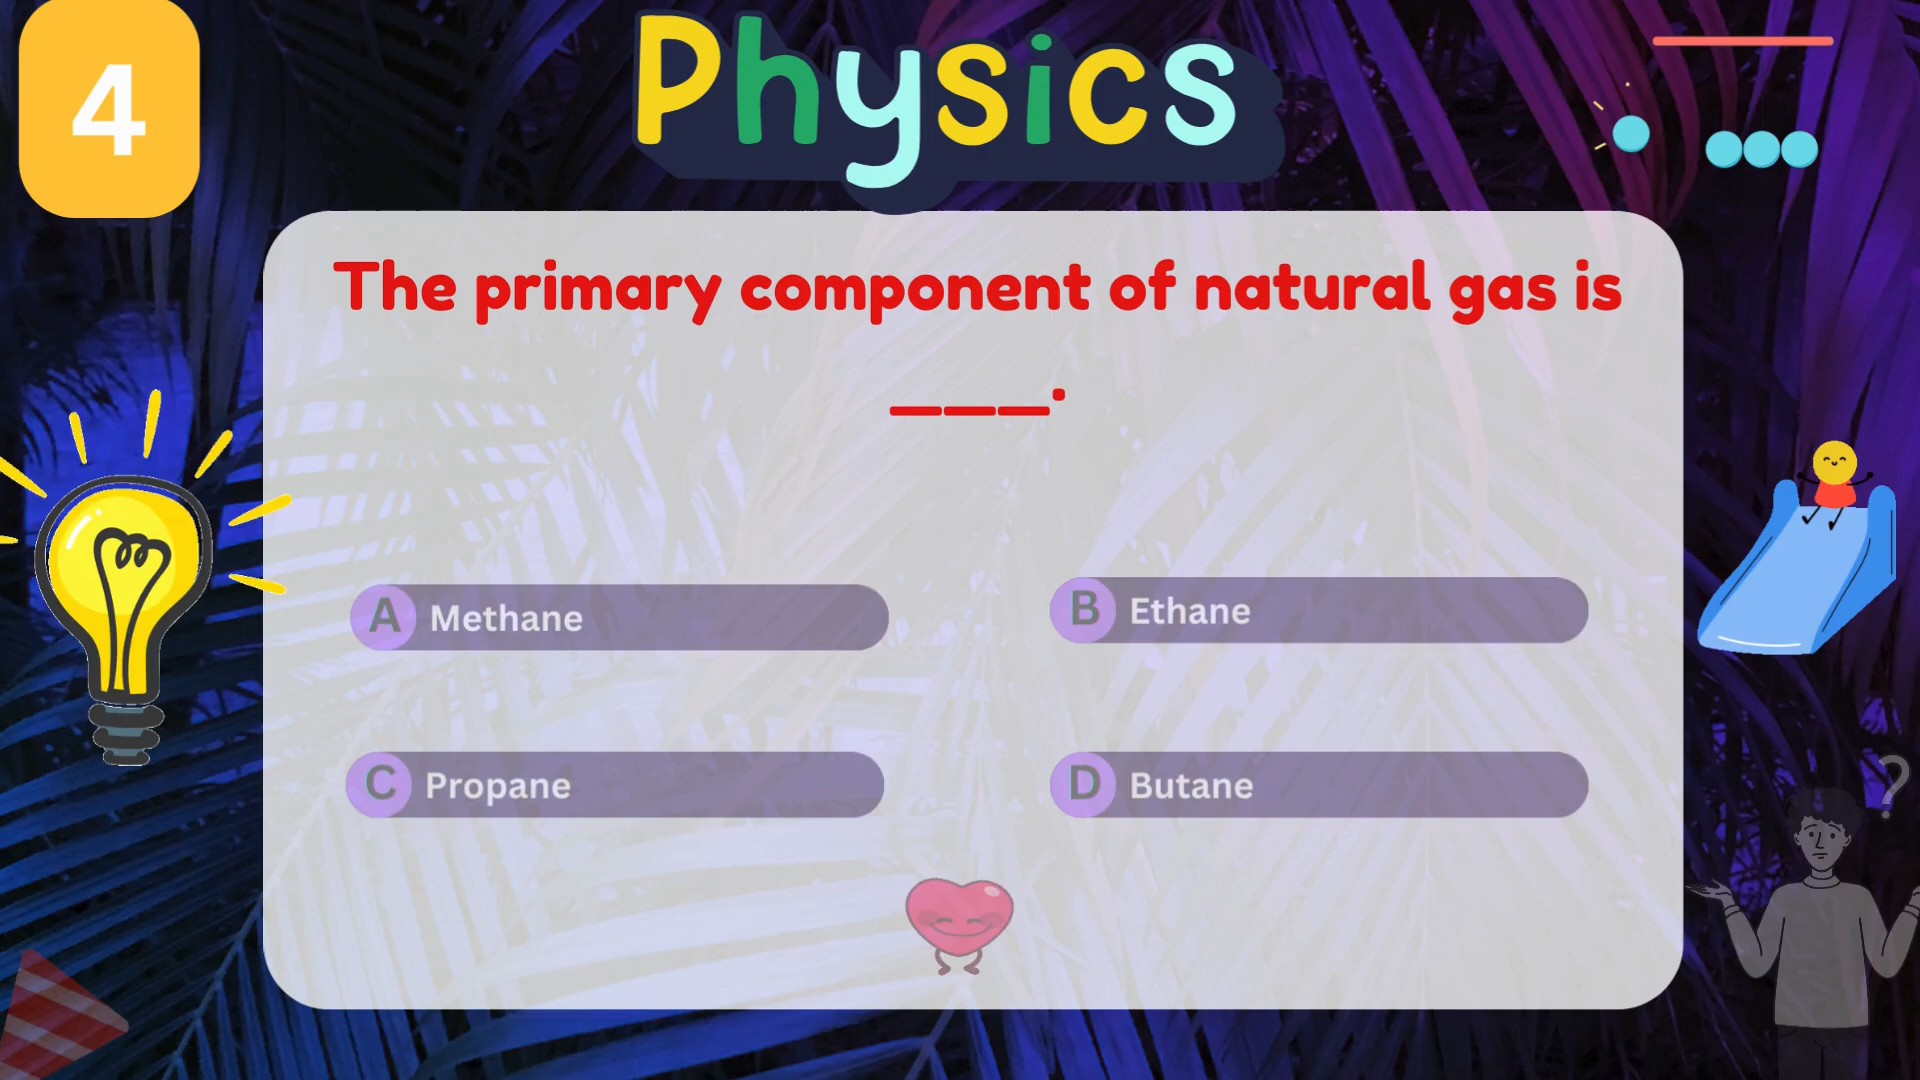 4
Physics
The primary component of natural gas is
___.
A Methane
B Ethane
C Propane
D Butane
?